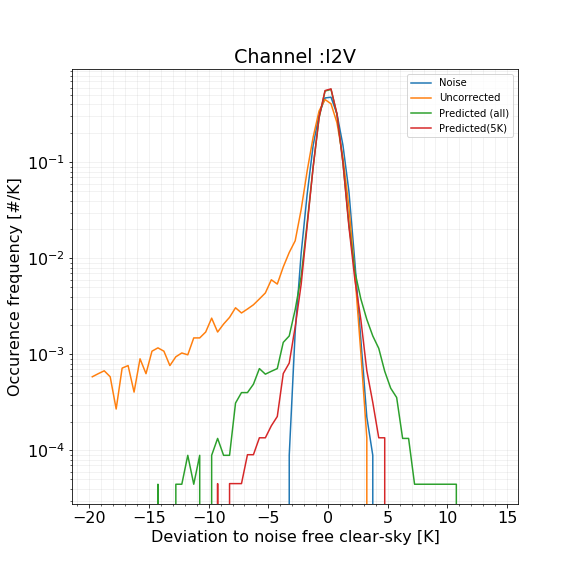 Channel :I2V
Noise
Uncorrected
Predicted (all)
Predicted(5K)
Occurence frequency [#/K]
10⁻¹
10⁻²
10⁻³
10⁻⁴
−20 −15 −10 −5 0 5 10 15
Deviation to noise free clear-sky [K]